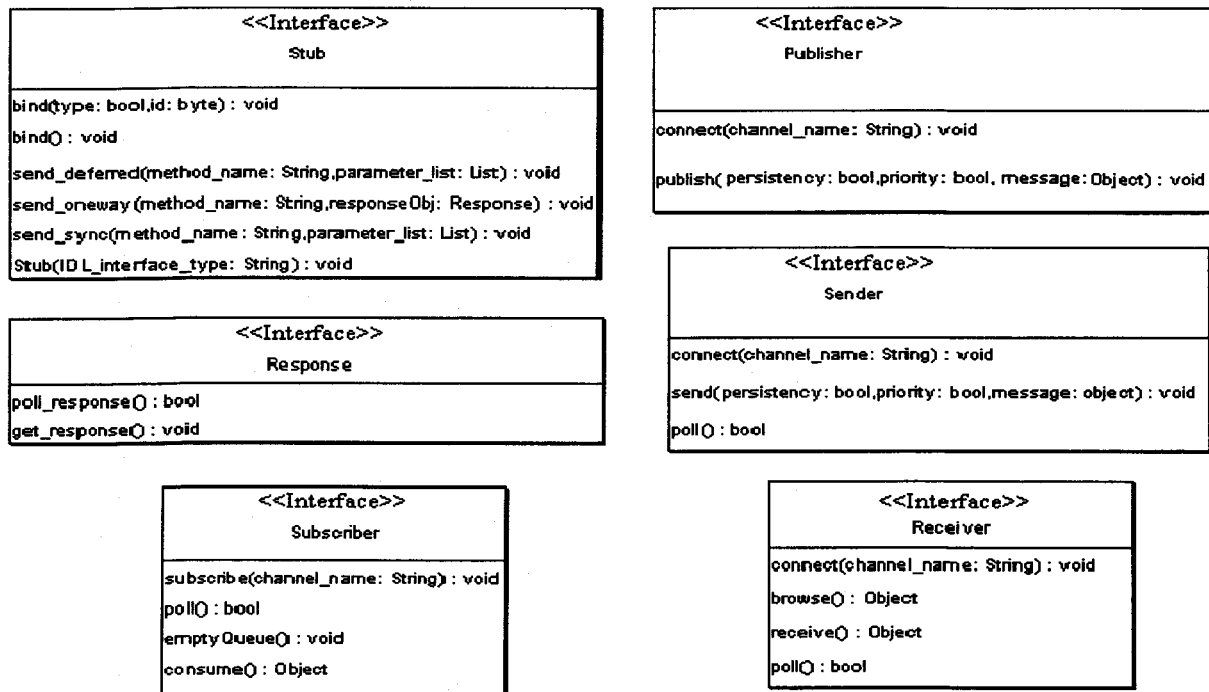 <<Interface>>
Stub
bind(type: bool,id: byte) : void
bind() : void
send_deferred(method_name: String,parameter_list: List) : void
send_oneway(method_name: String,responseObj: Response) : void
send_sync(method_name: String,parameter_list: List) : void
Stub(IDL_interface_type: String) : void
<<Interface>>
Response
poll_response() : bool
get_response() : void
<<Interface>>
Subscriber
subscribe(channel_name: String) : void
poll() : bool
emptyQueue() : void
consume() : Object
<<Interface>>
Publisher
connect(channel_name: String) : void
publish( persistency: bool,priority: bool, message: Object) : void
<<Interface>>
Sender
connect(channel_name: String) : void
send(persistency: bool,priority: bool,message: object) : void
poll() : bool
<<Interface>>
Receiver
connect(channel_name: String) : void
browse() : Object
receive() : Object
poll() : bool